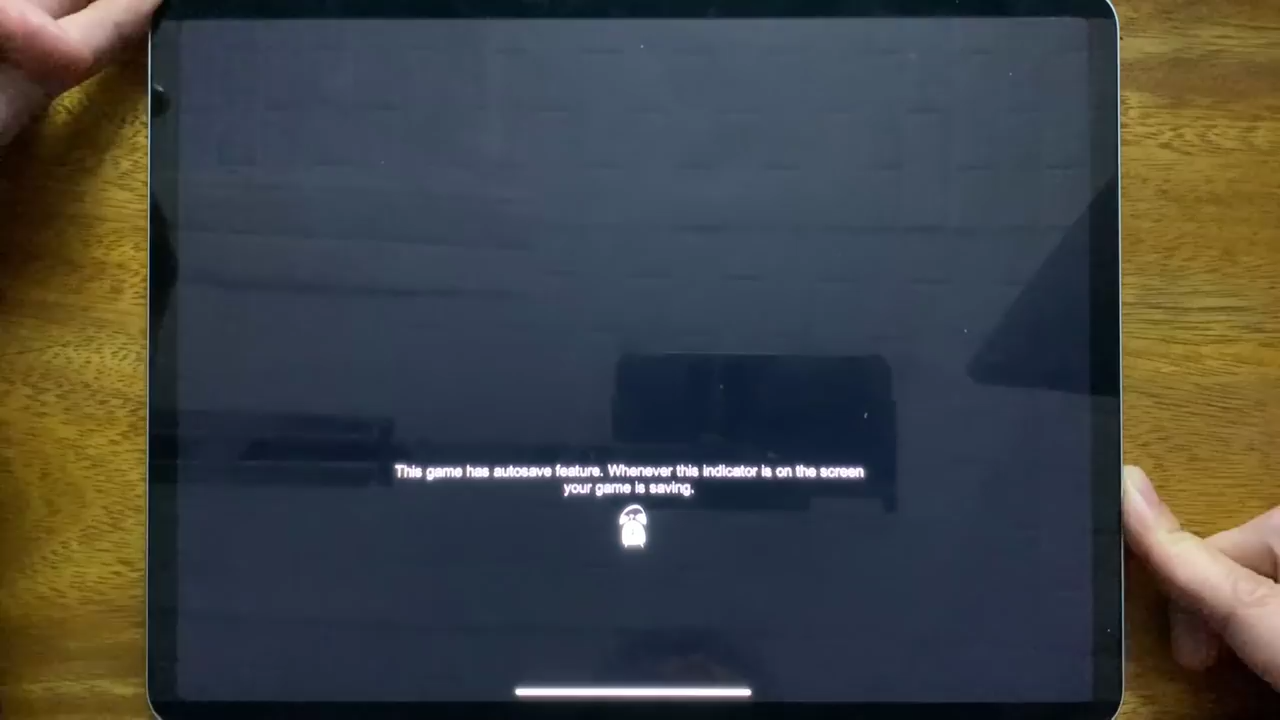 This game has autosave feature. Whenever this indicator is on the screen
your game is saving.